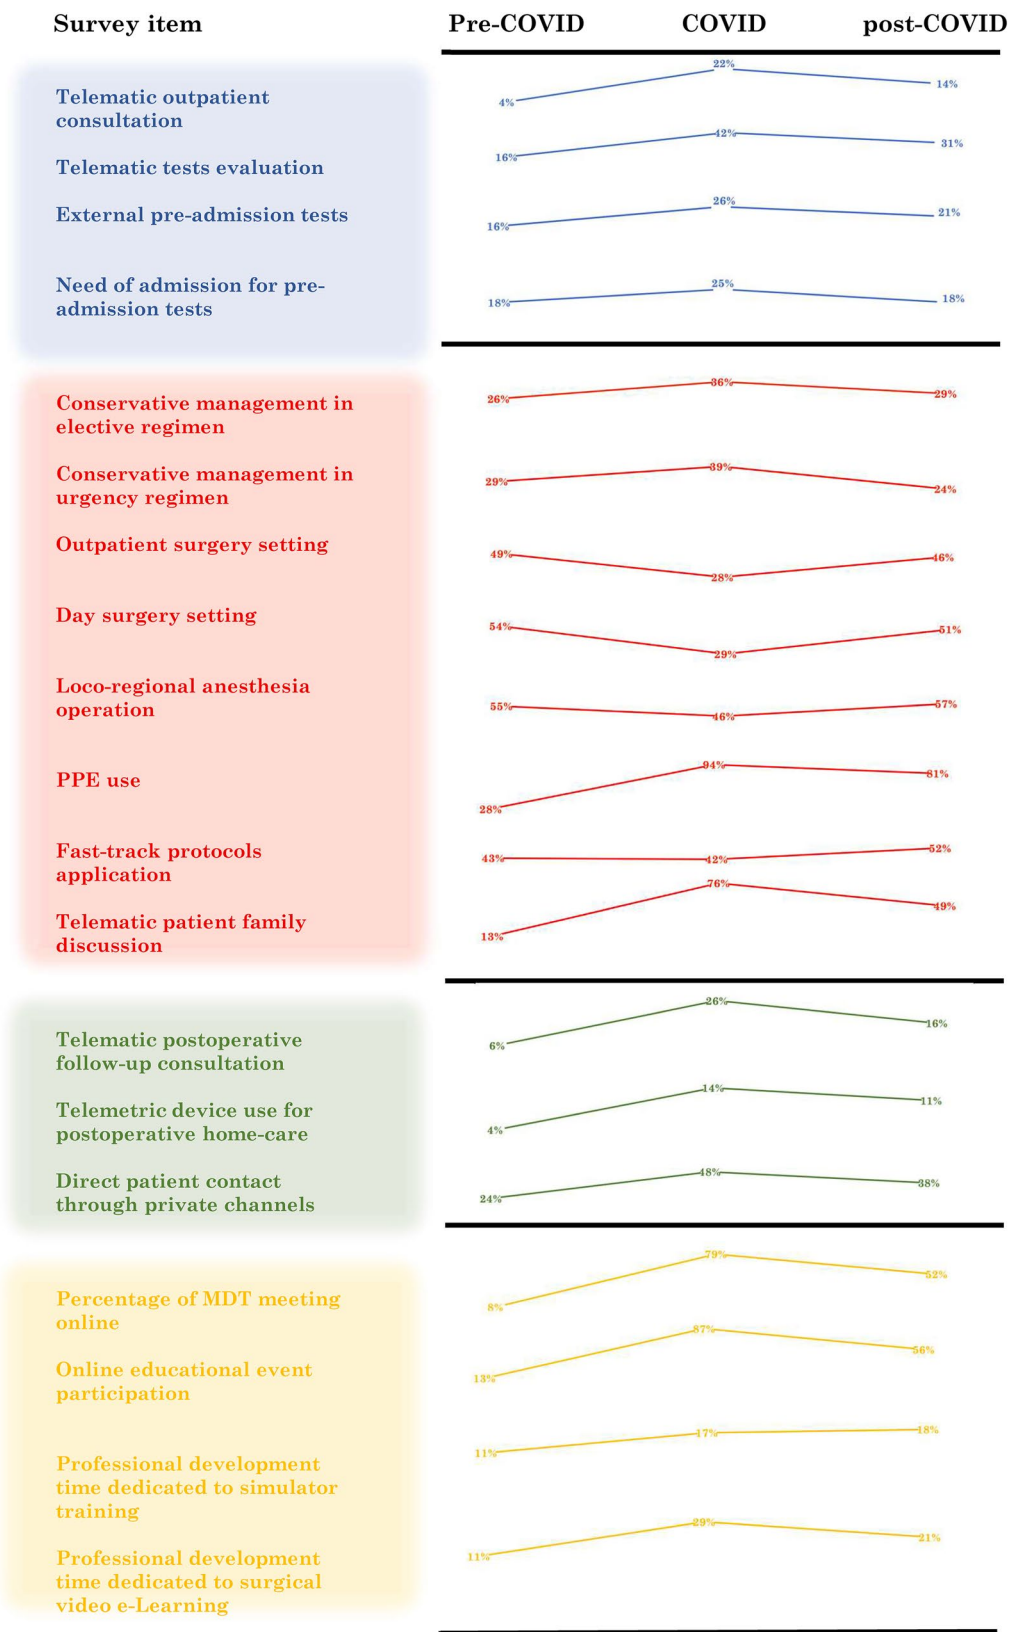 Survey item Pre-COVID COVID post-COVID
Telematic outpatient
consultation
4% 22% 14%
Telematic tests evaluation
16% 42% 31%
External pre-admission tests
16% 26% 21%
Need of admission for pre-
admission tests
18% 25% 18%
Conservative management in
elective regimen
26% 36% 29%
Conservative management in
urgency regimen
29% 39% 24%
Outpatient surgery setting
49% 28% 46%
Day surgery setting
54% 29% 51%
Loco-regional anesthesia
operation
55% 46% 57%
PPE use
28% 94% 81%
Fast-track protocols
application
43% 42% 52%
Telematic patient family
discussion
13% 76% 49%
Telematic postoperative
follow-up consultation
6% 26% 16%
Telemetric device use for
postoperative home-care
4% 14% 11%
Direct patient contact
through private channels
24% 48% 38%
Percentage of MDT meeting
online
8% 79% 52%
Online educational event
participation
13% 87% 56%
Professional development
time dedicated to simulator
training
11% 17% 18%
Professional development
time dedicated to surgical
video e-Learning
11% 29% 21%